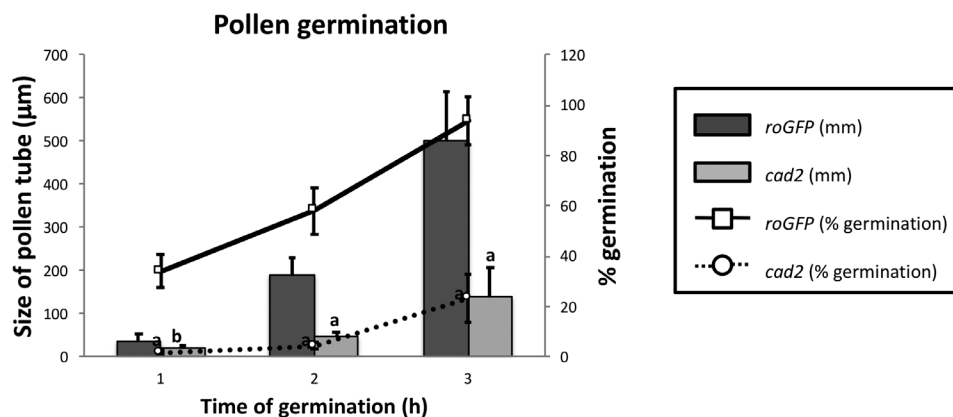 Pollen germination
Size of pollen tube (μm)
700
600
500
400
300
200
100
0
120
100
80
60
40
20
0
% germination
a
b
a
a
a
a
1
2
3
Time of germination (h)
roGFP (mm)
cad2 (mm)
roGFP (% germination)
cad2 (% germination)